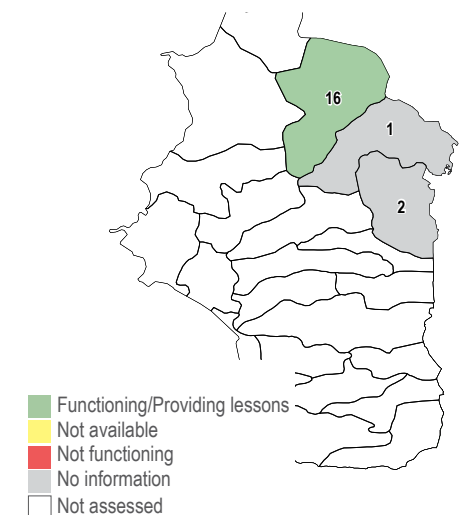 16
1
2
Functioning/Providing lessons
Not available
Not functioning
No information
Not assessed